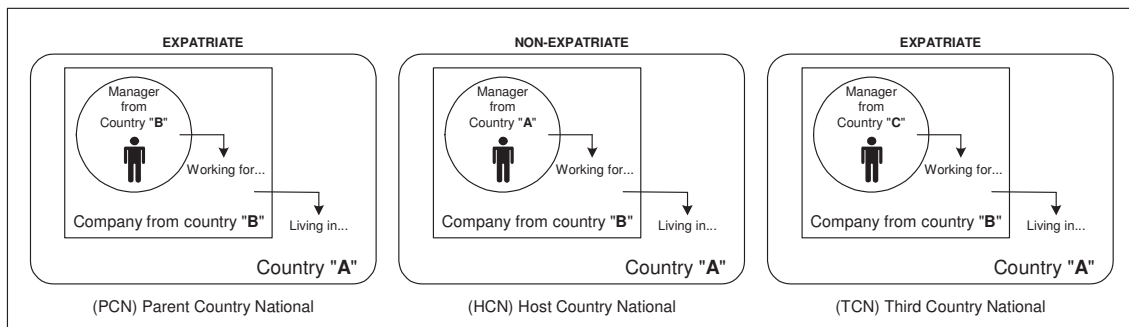 EXPATRIATE
Manager
from
Country "B"
Working for...
Company from country "B"
Living in...
Country "A"
(PCN) Parent Country National
NON-EXPATRIATE
Manager
from
Country "A"
Working for...
Company from country "B"
Living in...
Country "A"
(HCN) Host Country National
EXPATRIATE
Manager
from
Country "C"
Working for...
Company from country "B"
Living in...
Country "A"
(TCN) Third Country National